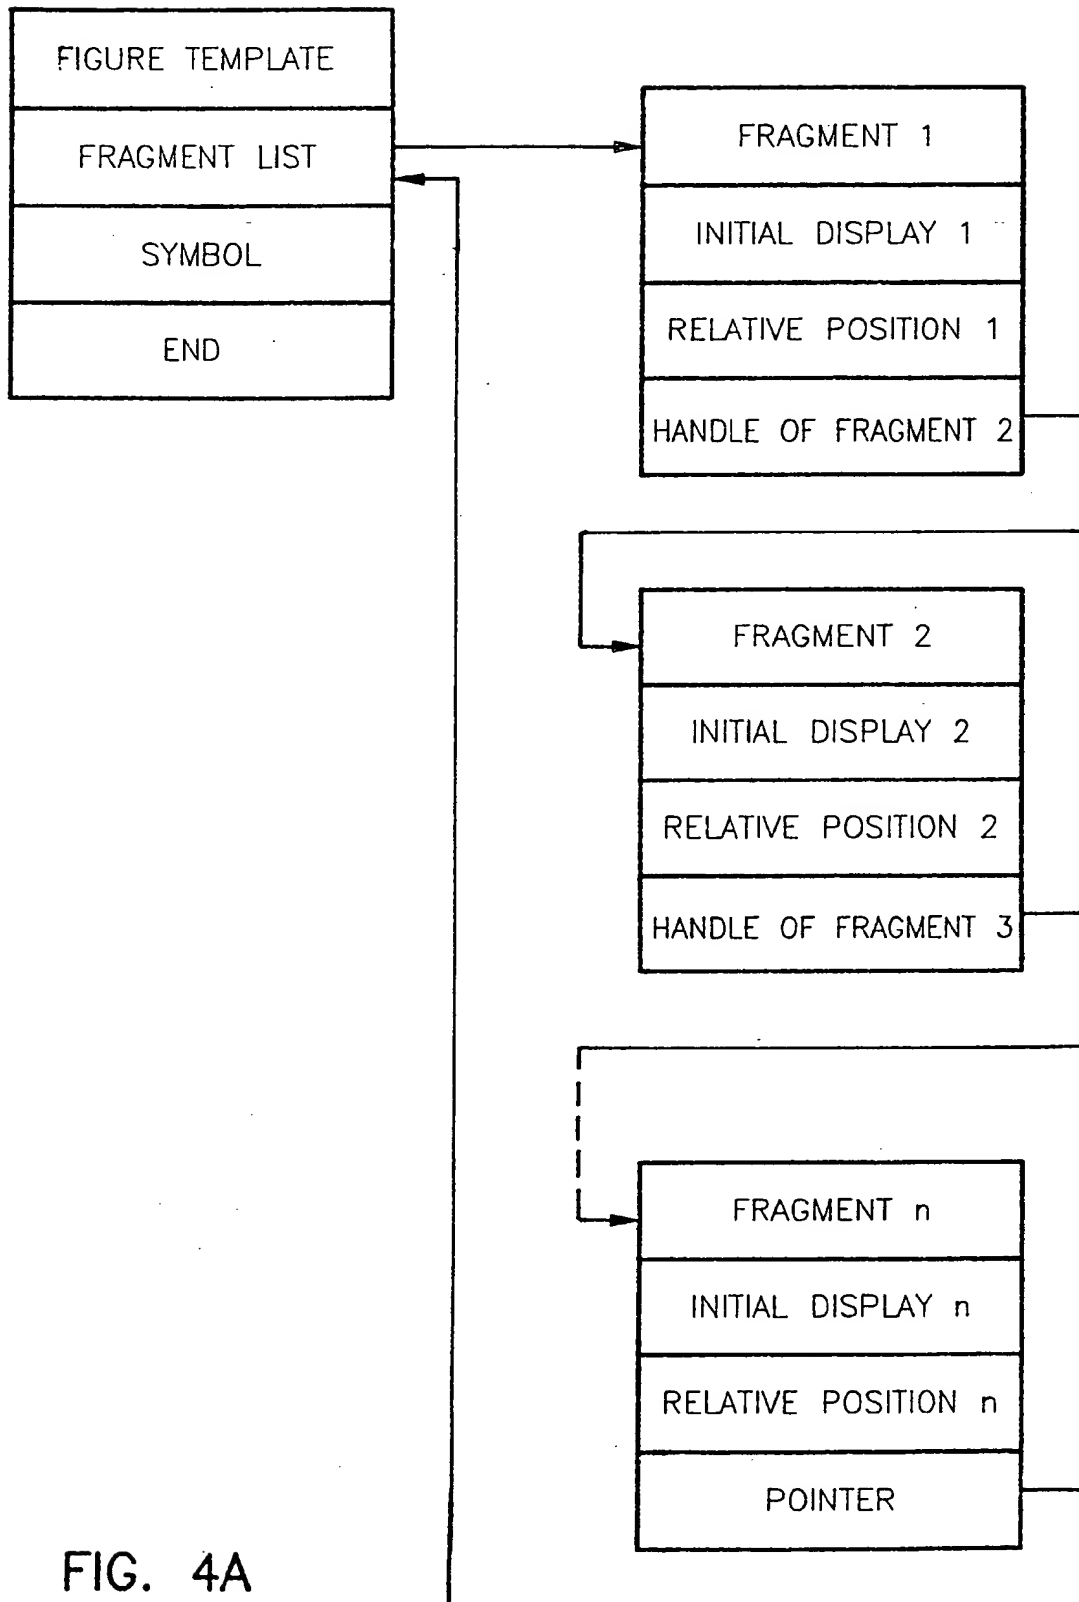 FIGURE TEMPLATE
FRAGMENT LIST
SYMBOL
END
FRAGMENT 1
INITIAL DISPLAY 1
RELATIVE POSITION 1
HANDLE OF FRAGMENT 2
FRAGMENT 2
INITIAL DISPLAY 2
RELATIVE POSITION 2
HANDLE OF FRAGMENT 3
FRAGMENT n
INITIAL DISPLAY n
RELATIVE POSITION n
POINTER
FIG. 4A